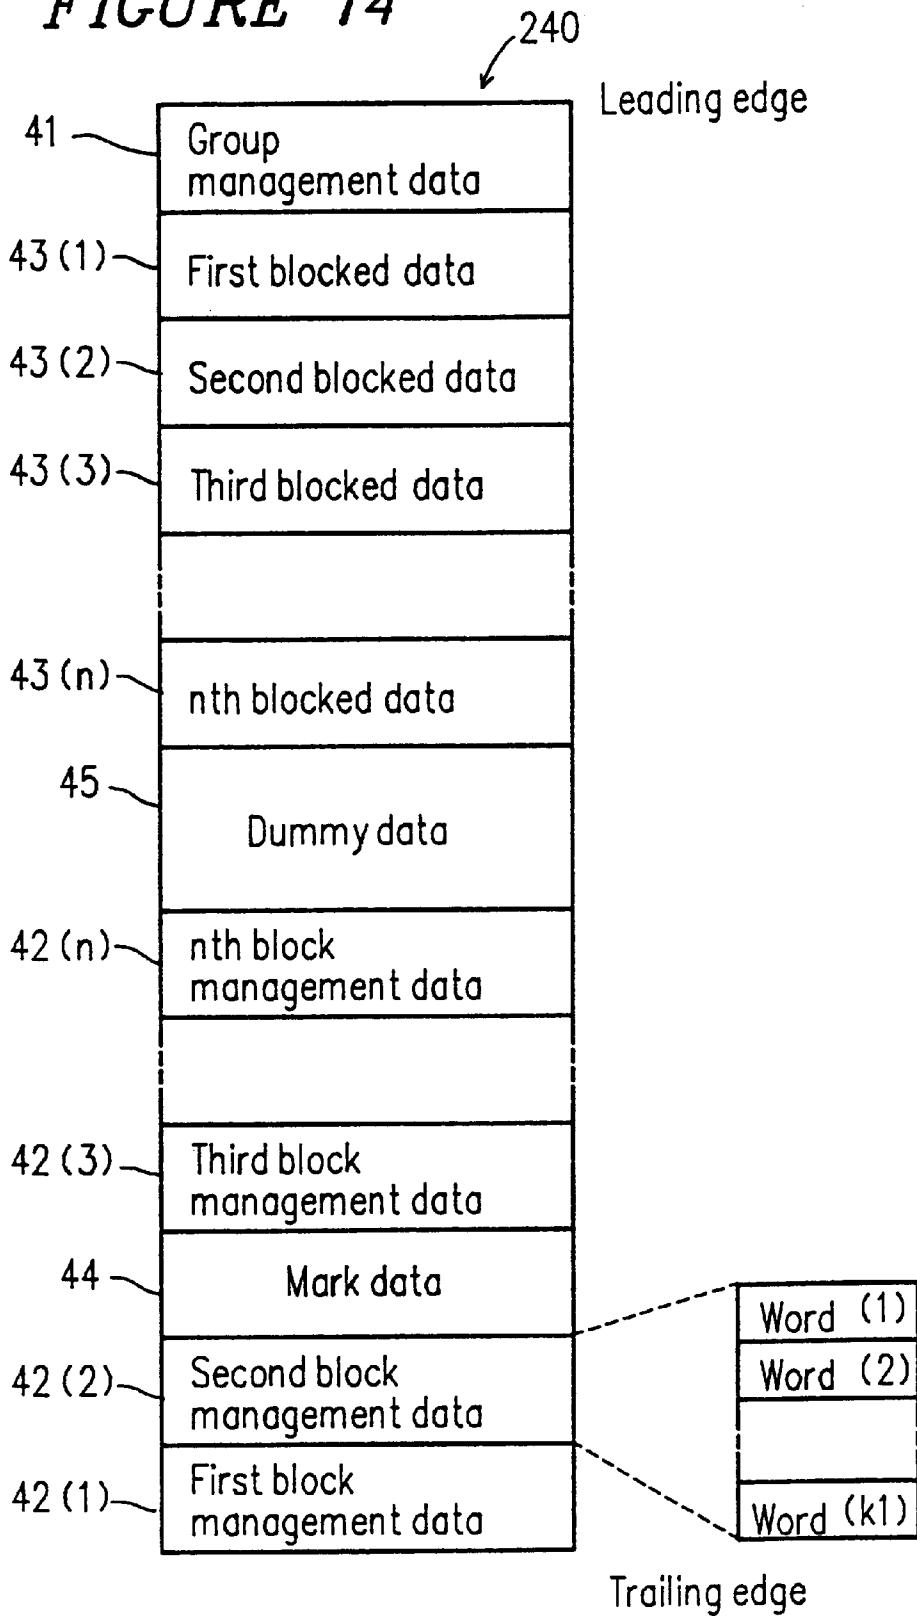 FIGURE 14
240
Leading edge
41
Group
management data
43(1)
First blocked data
43(2)
Second blocked data
43(3)
Third blocked data
43(n)
nth blocked data
45
Dummy data
42(n)
nth block
management data
42(3)
Third block
management data
44
Mark data
Word (1)
Word (2)
Word (k1)
42(2)
Second block
management data
42(1)
First block
management data
Trailing edge